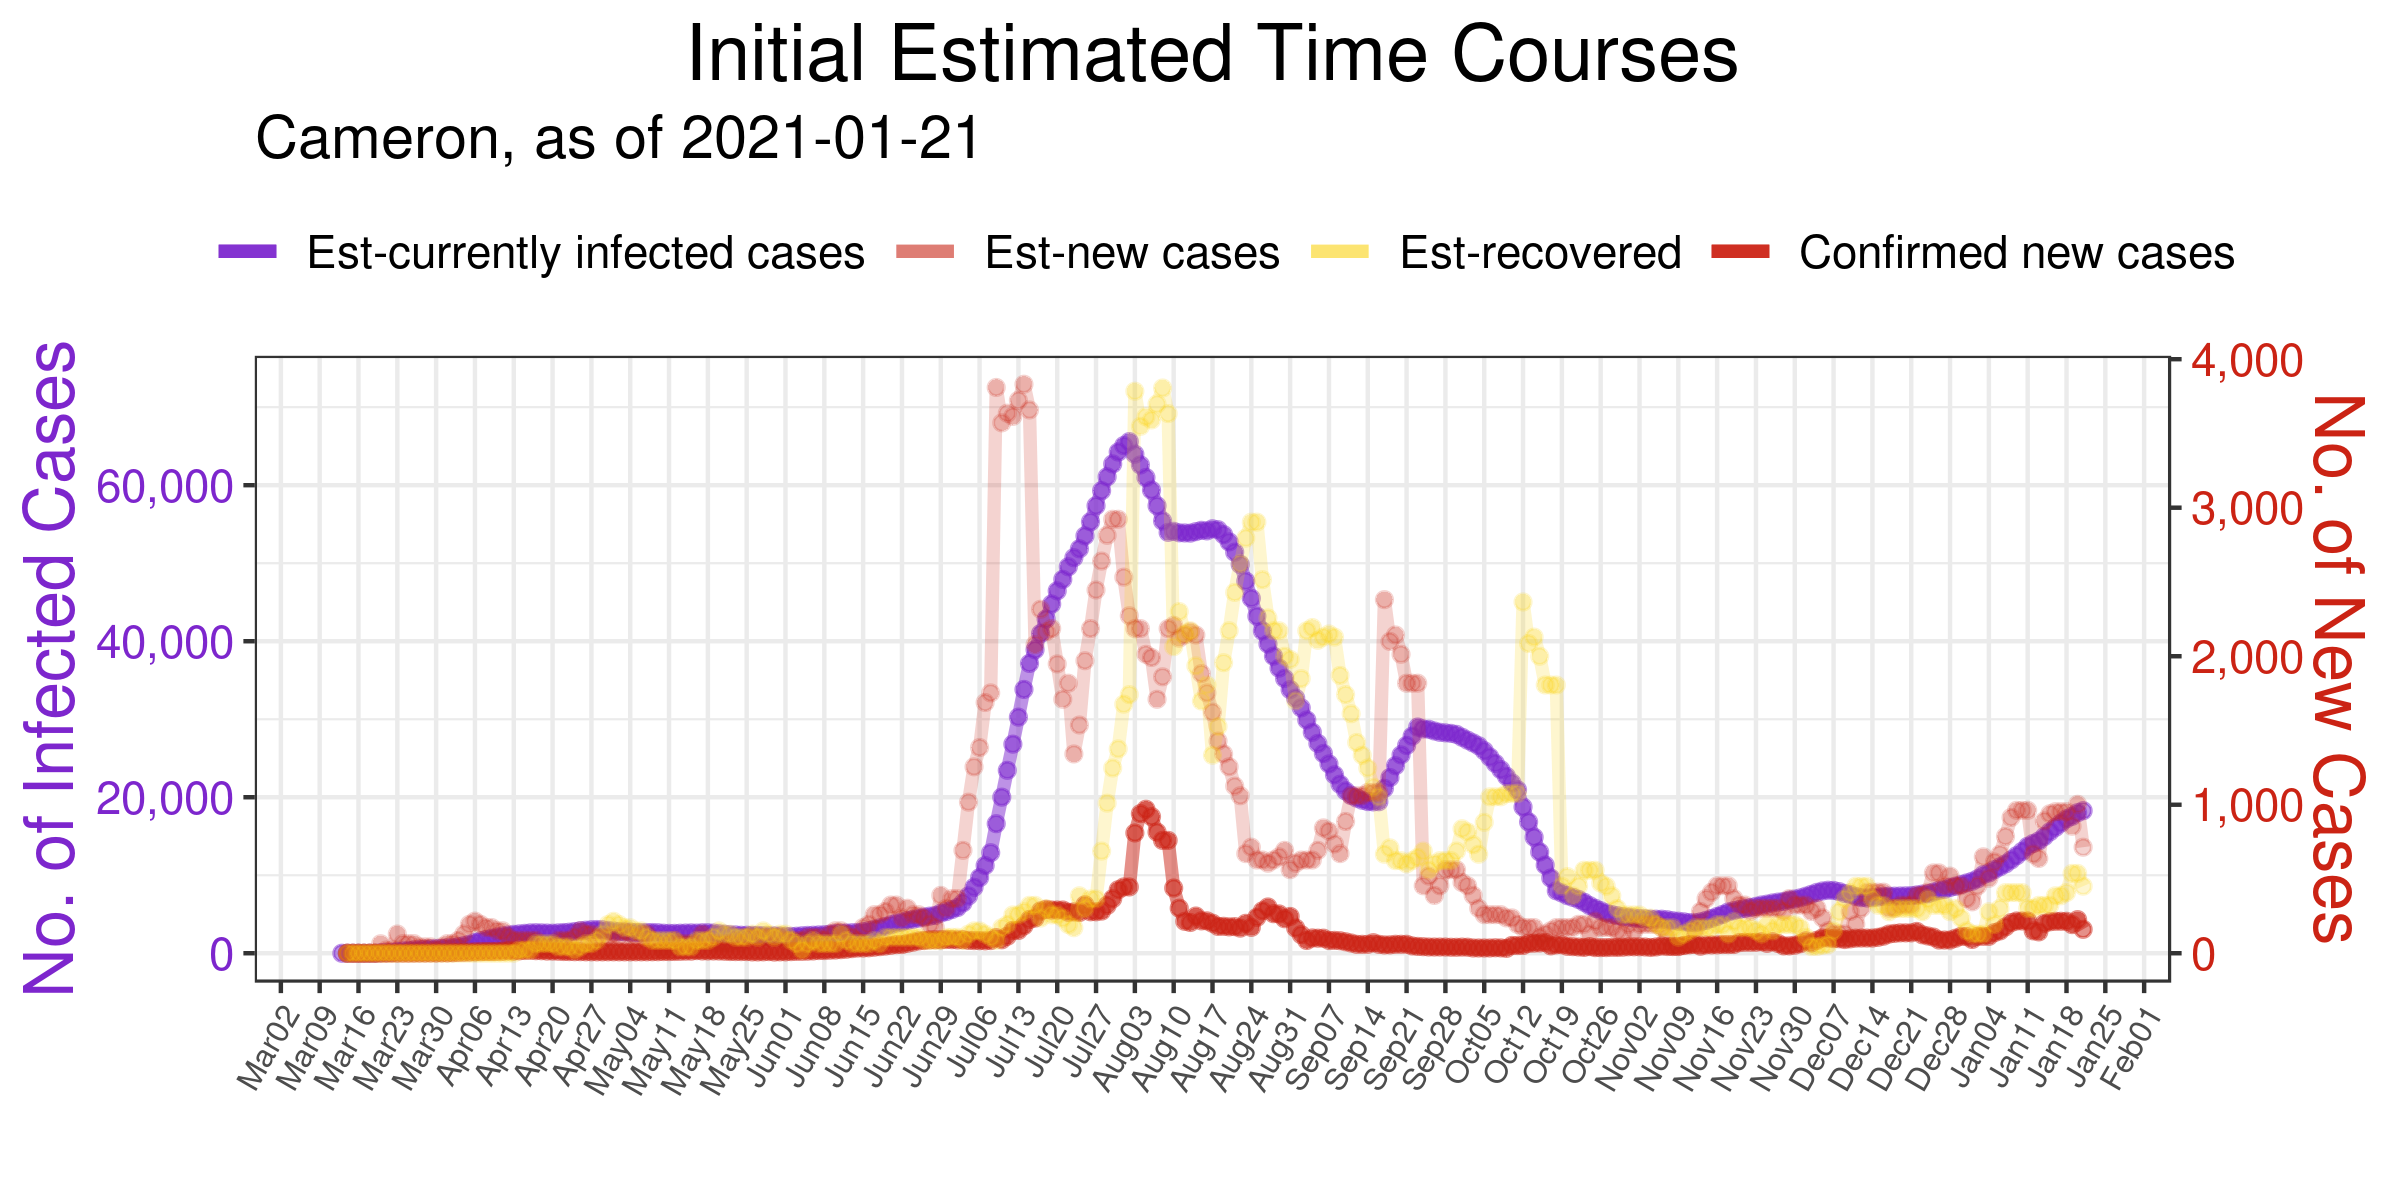 Initial Estimated Time Courses
Cameron, as of 2021-01-21
Est-currently infected cases Est-new cases Est-recovered Confirmed new cases
No. of Infected Cases
60,000
40,000
20,000
0
4,000
3,000
2,000
1,000
0
No. of New Cases
Mar02 Mar09 Mar16 Mar23 Mar30 Apr06 Apr13 Apr20 Apr27 May04 May11 May18 May25 Jun01 Jun08 Jun15 Jun22 Jun29 Jul06 Jul13 Jul20 Jul27 Aug03 Aug10 Aug17 Aug24 Aug31 Sep07 Sep14 Sep21 Sep28 Oct05 Oct12 Oct19 Oct26 Nov02 Nov09 Nov16 Nov23 Nov30 Dec07 Dec14 Dec21 Dec28 Jan04 Jan11 Jan18 Jan25 Feb01